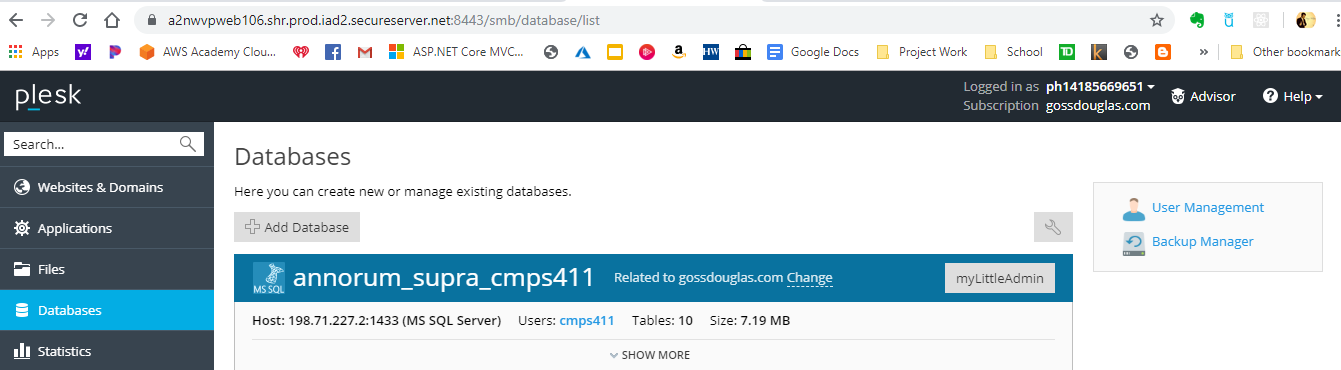 a2nwvpweb106.shr.prod.iad2.secureserver.net:8443/smb/database/list
Apps AWS Academy Clou... ASP.NET Core MVC... HW Google Docs Project Work School TD k » Other bookmark
plesk
Logged in as ph14185669651
Subscription gossdouglas.com
Advisor
Help
Search...
Websites & Domains
Applications
Files
Databases
Statistics
Databases
Here you can create new or manage existing databases.
Add Database
MS SQL
annorum_supra_cmps411 Related to gossdouglas.com Change myLittleAdmin
Host: 198.71.227.2:1433 (MS SQL Server) Users: cmps411 Tables: 10 Size: 7.19 MB
SHOW MORE
User Management
Backup Manager